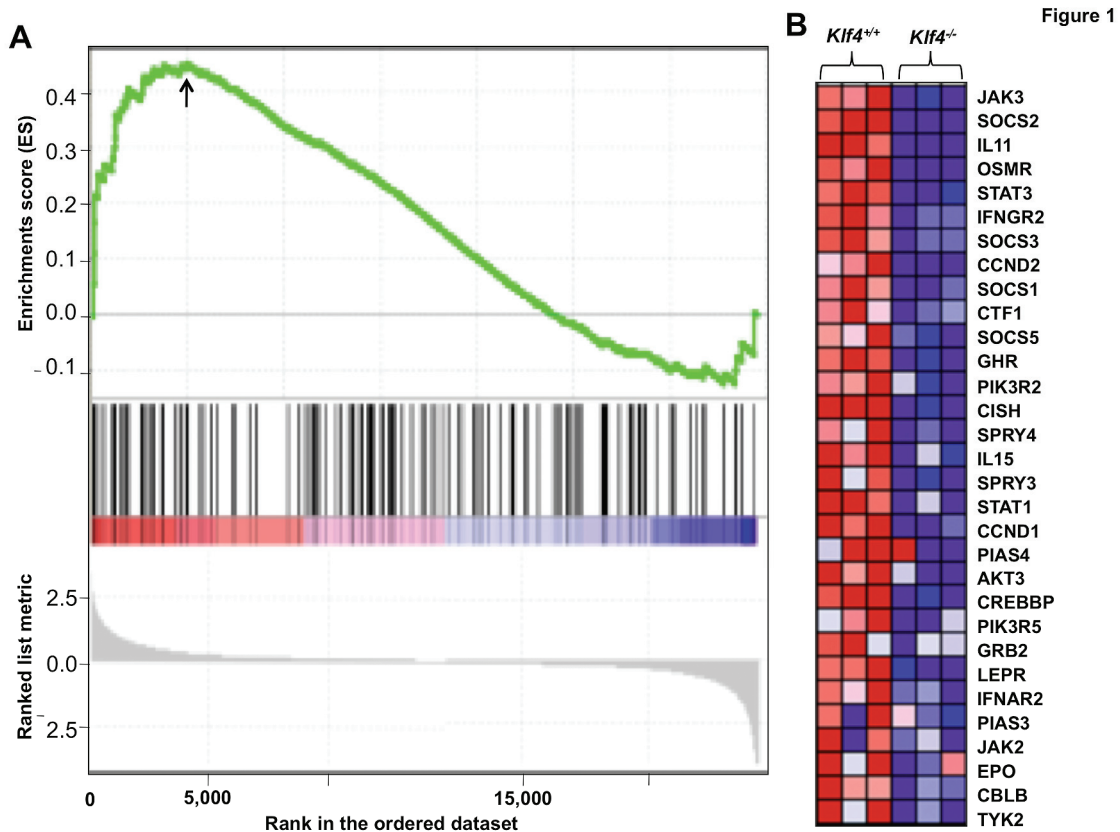 Figure 1
A
Enrichments score (ES)
0.4
0.3
0.2
0.1
0.0
-0.1
Ranked list metric
2.5
0.0
-2.5
0
5,000
15,000
Rank in the ordered dataset
B
Klf4+/+
Klf4-/-
JAK3
SOCS2
IL11
OSMR
STAT3
IFNGR2
SOCS3
CCND2
SOCS1
CTF1
SOCS5
GHR
PIK3R2
CISH
SPRY4
IL15
SPRY3
STAT1
CCND1
PIAS4
AKT3
CREBBP
PIK3R5
GRB2
LEPR
IFNAR2
PIAS3
JAK2
EPO
CBLB
TYK2